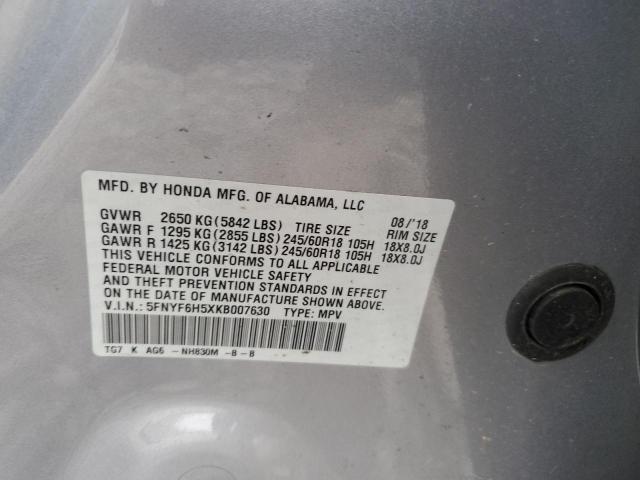 MFD. BY HONDA MFG. OF ALABAMA, LLC
GVWR 2650 KG (5842 LBS) TIRE SIZE 08/'18 RIM SIZE
GAWR F 1295 KG (2855 LBS) 245/60R18 105H 18X8.0J
GAWR R 1425 KG (3142 LBS) 245/60R18 105H 18X8.0J
THIS VEHICLE CONFORMS TO ALL APPLICABLE
FEDERAL MOTOR VEHICLE SAFETY
AND THEFT PREVENTION STANDARDS IN EFFECT
ON THE DATE OF MANUFACTURE SHOWN ABOVE.
V.I.N.: 5FNYF6H5XKB007630 TYPE: MPV
TG7 K AG6 -NH830M -B-B